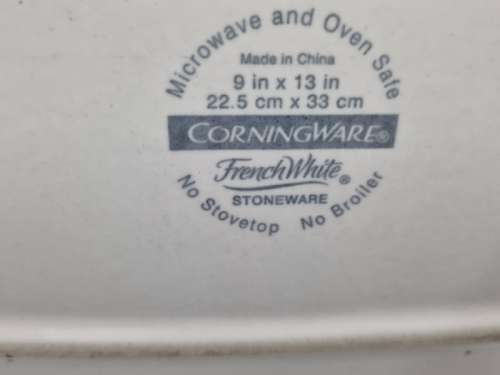 Microwave and Oven Safe
Made in China
9 in x 13 in
22.5 cm x 33 cm
CORNINGWARE®
French White®
STONEWARE
No Stovetop No Broiler